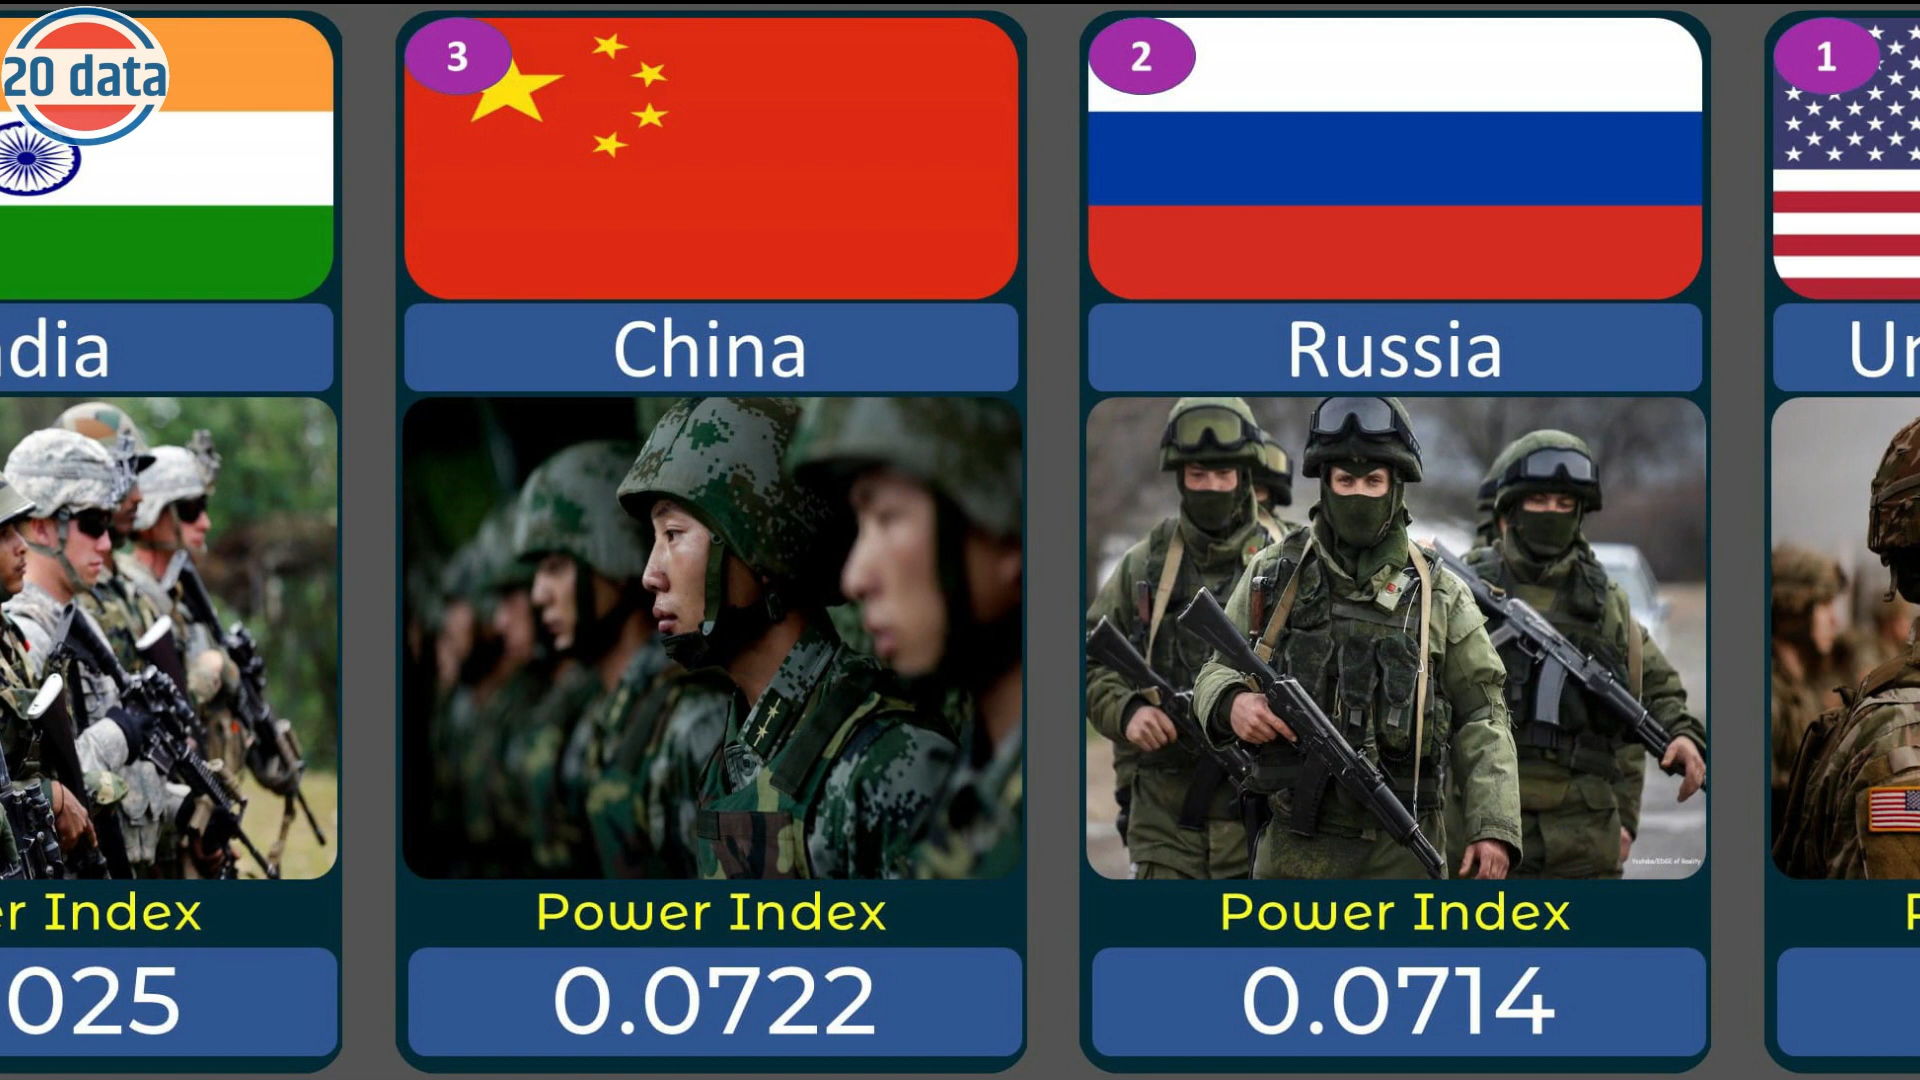 20 data
3
2
1
dia
China
Russia
Un
er Index
Power Index
Power Index
P
025
0.0722
0.0714